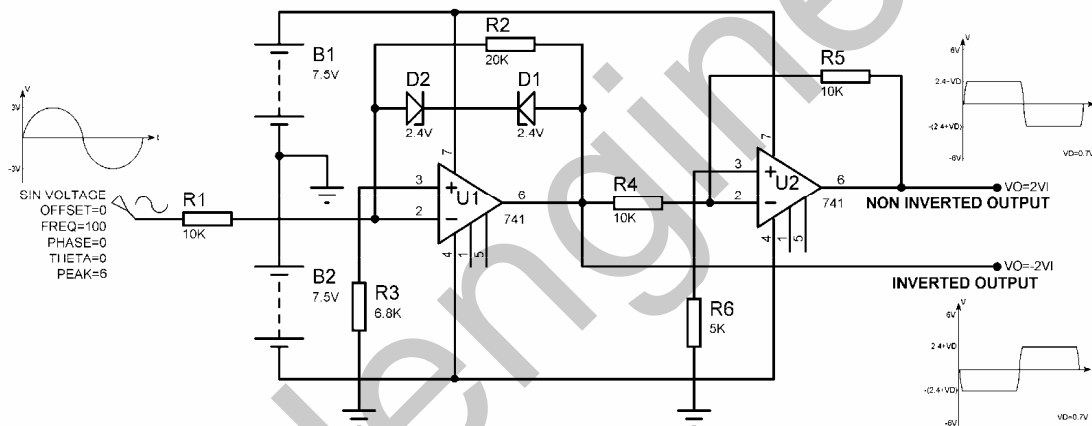 B1
7.5V
R2
20K
D2
D1
2.4V
2.4V
R5
10K
V
6V
2.4+VD
-(2.4+VD)
-6V
VD=0.7V
V
3V
-3V
t
SIN VOLTAGE
OFFSET=0
FREQ=100
PHASE=0
THETA=0
PEAK=6
R1
10K
7
3
2
U1
6
741
4
1
5
R4
10K
7
3
2
U2
6
741
4
1
5
VO=2VI
NON INVERTED OUTPUT
VO=-2VI
INVERTED OUTPUT
B2
7.5V
R3
6.8K
R6
5K
V
6V
2.4+VD
-(2.4+VD)
-6V
VD=0.7V
lengine